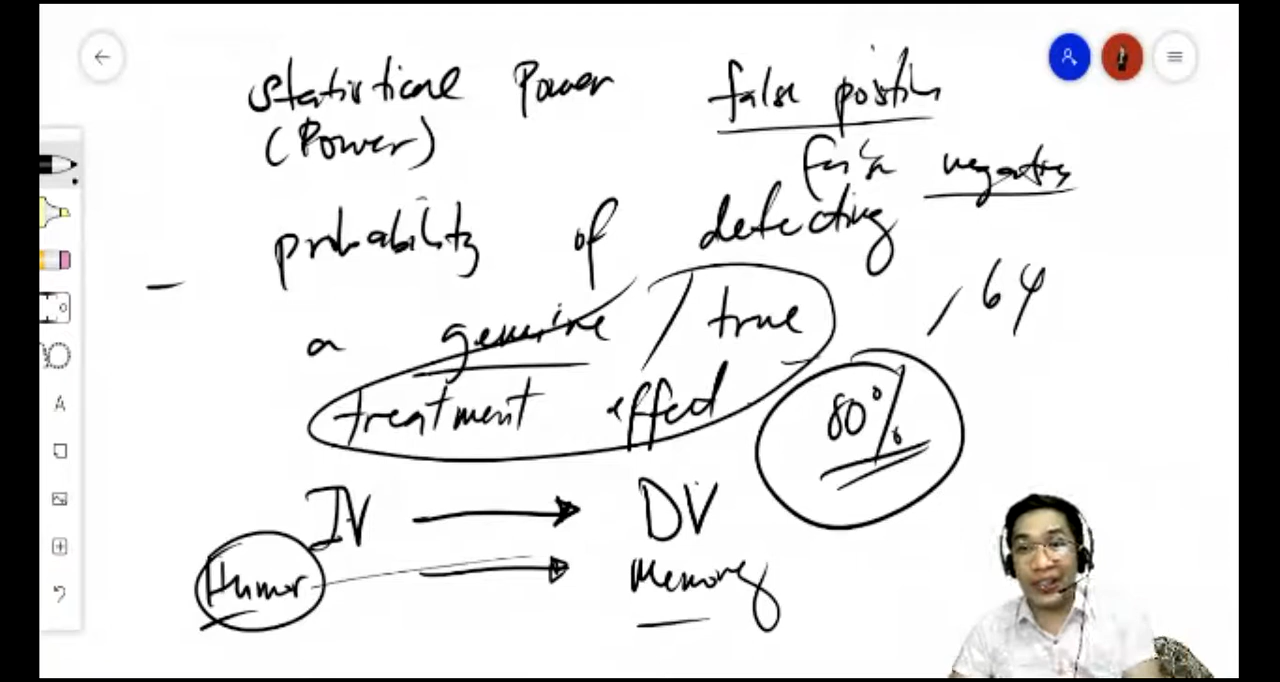 Statistical Power
(Power)
false positive
false negative
probability of detecting
a genuine / true
treatment effect
, 64
80%
IV → DV
Humor → Memory
A